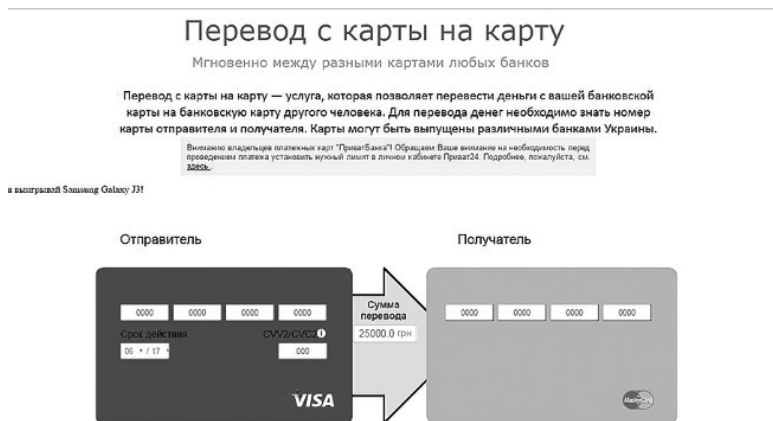 Перевод с карты на карту
Мгновенно между разными картами любых банков
Перевод с карты на карту — услуга, которая позволяет перевести деньги с вашей банковской
карты на банковскую карту другого человека. Для перевода денег необходимо знать номер
карты отправителя и получателя. Карты могут быть выпущены различными банками Украины.
Вниманию владельцев платежных карт "ПриватБанка"! Обращаем Ваше внимание на необходимость перед
проведением платежа установить нужный лимит в личном кабинете Приват24. Подробнее, пожалуйста, см.
здесь.
и выигрывай Samsung Galaxy J3!
Отправитель
Получатель
0000 0000 0000 0000
Срок действия CVV2/CVC2
06 / 17 000
VISA
Сумма
перевода
25000.0 грн
0000 0000 0000 0000
MasterCard